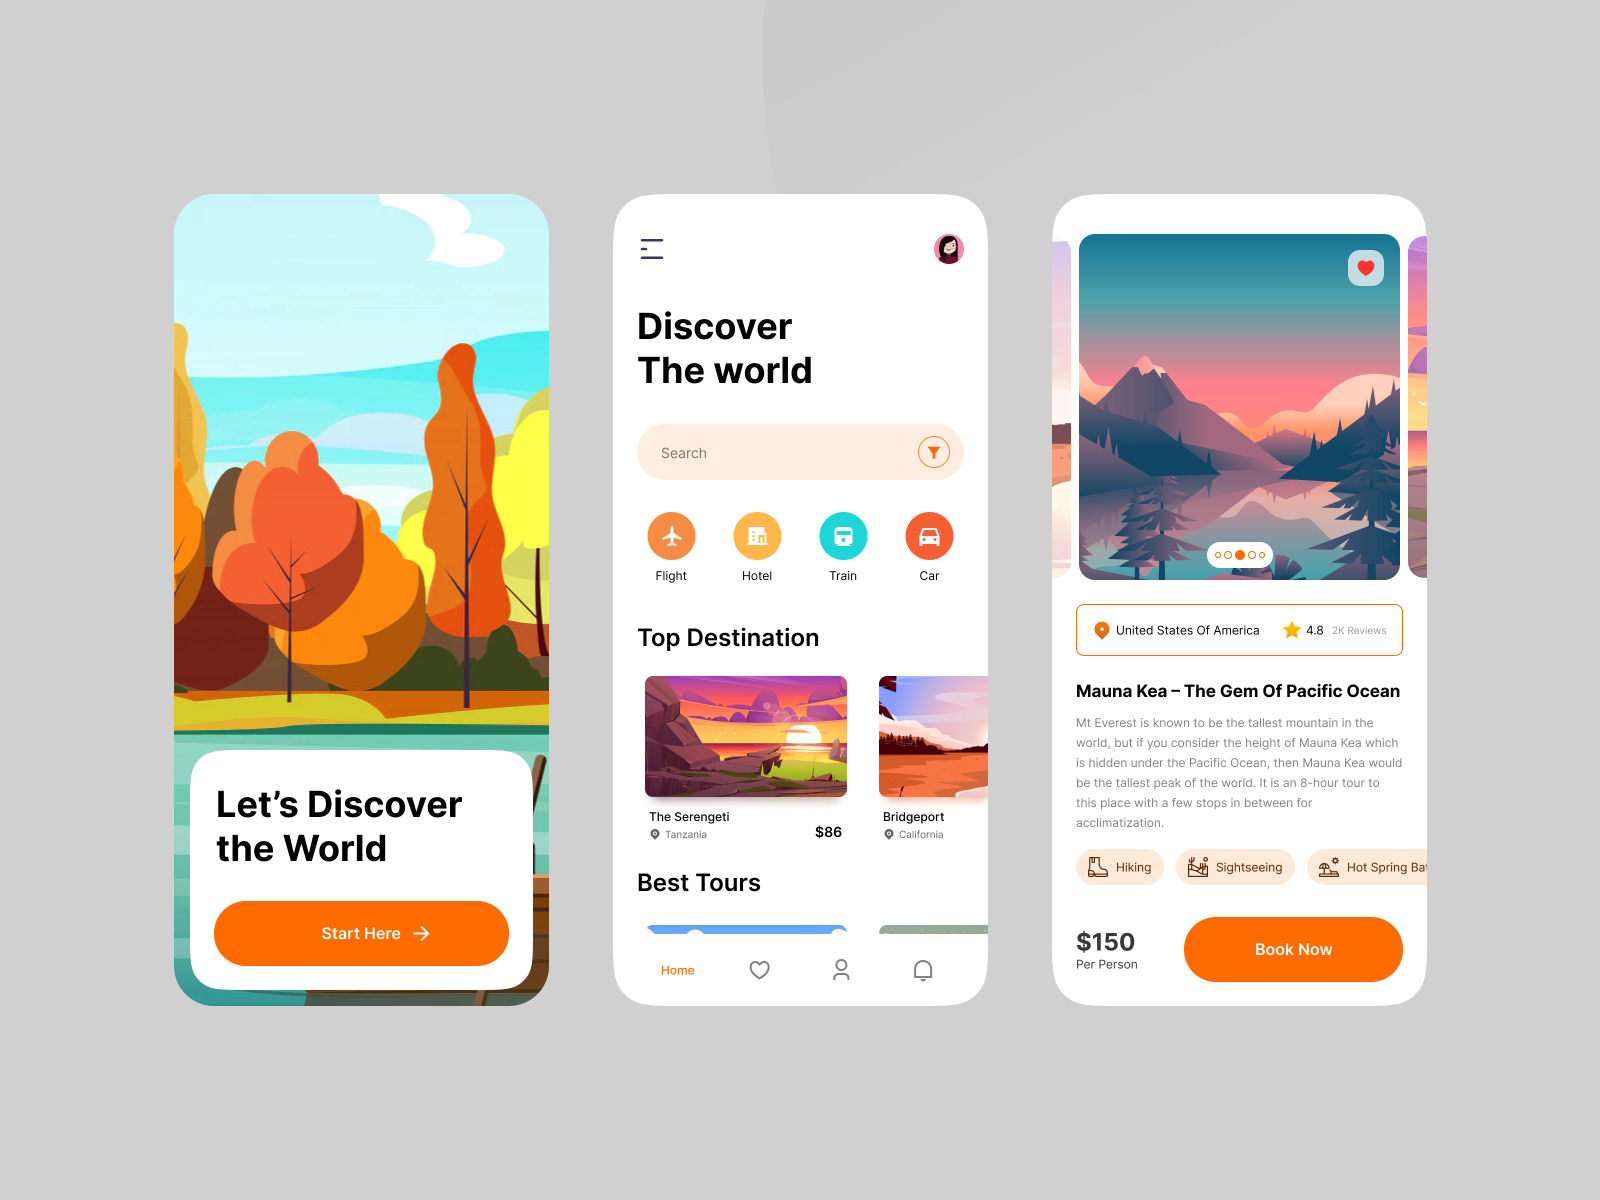 Let’s Discover
the World
Start Here
Discover
The world
Search
Flight
Hotel
Train
Car
Top Destination
The Serengeti
Tanzania
$86
Bridgeport
California
Best Tours
Home
United States Of America
4.8
2K Reviews
Mauna Kea – The Gem Of Pacific Ocean
Mt Everest is known to be the tallest mountain in the
world, but if you consider the height of Mauna Kea which
is hidden under the Pacific Ocean, then Mauna Kea would
be the tallest peak of the world. It is an 8-hour tour to
this place with a few stops in between for
acclimatization.
Hiking
Sightseeing
Hot Spring Bat
$150
Per Person
Book Now